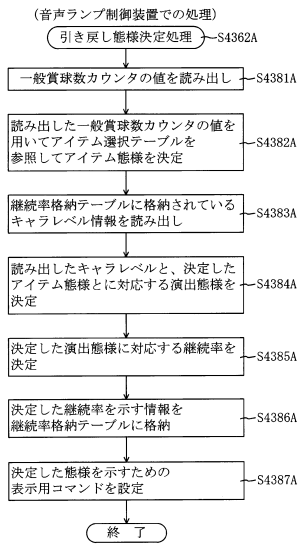 (音声ランプ制御装置での処理)
引き戻し態様決定処理
S4362A
一般賞球数カウンタの値を読み出し
S4381A
読み出した一般賞球数カウンタの値を
用いてアイテム選択テーブルを
参照してアイテム態様を決定
S4382A
継続率格納テーブルに格納されている
キャラレベル情報を読み出し
S4383A
読み出したキャラレベルと、決定した
アイテム態様とに対応する演出態様を
決定
S4384A
決定した演出態様に対応する継続率を
決定
S4385A
決定した継続率を示す情報を
継続率格納テーブルに格納
S4386A
決定した態様を示すための
表示用コマンドを設定
S4387A
終 了